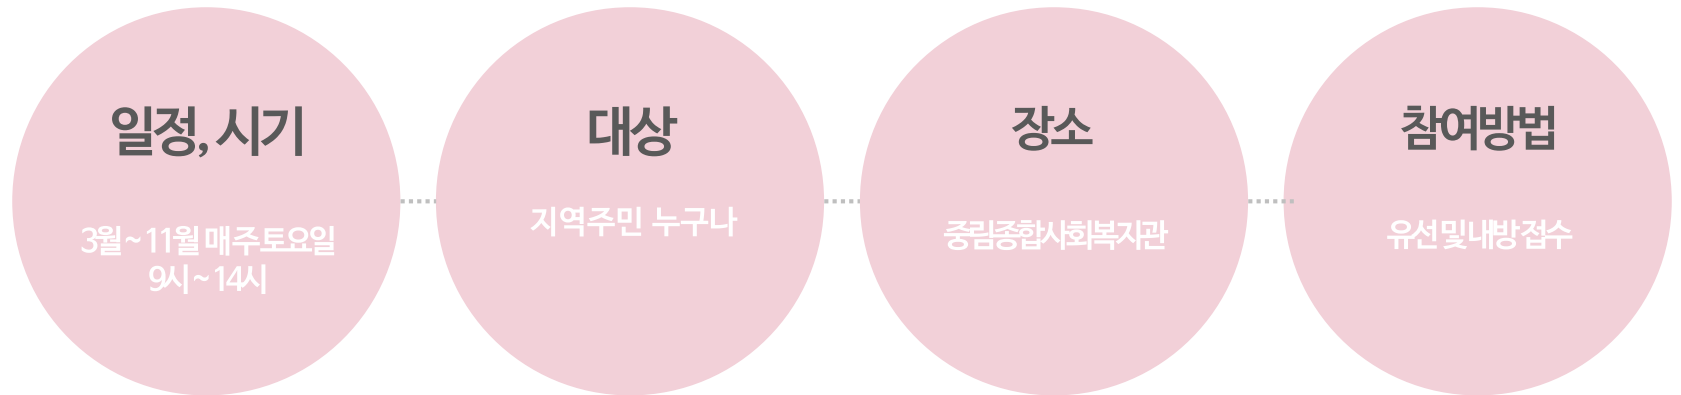 일정, 시기
3월 ~ 11월 매 주 토요일
9시 ~ 14시
대상
지역주민 누구나
장소
중림종합사회복지관
참여방법
유선 및 내방 접수